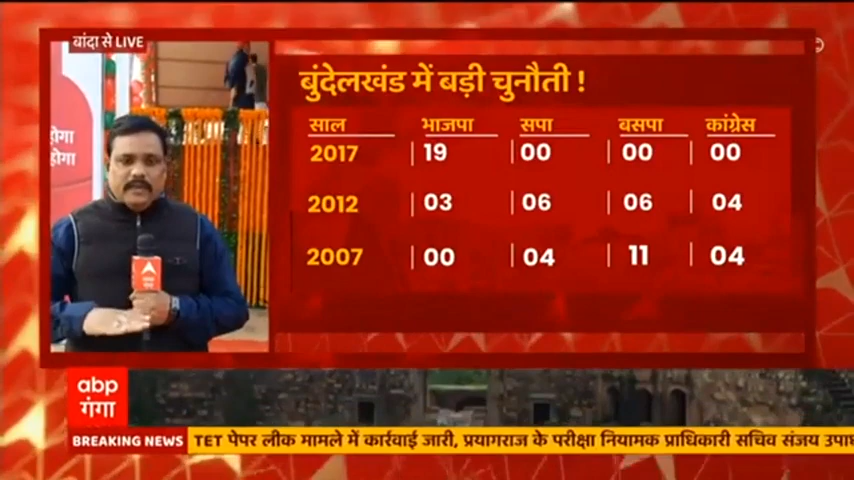 बांदा से LIVE
होगा
होगा
बुंदेलखंड में बड़ी चुनौती !
साल भाजपा सपा बसपा कांग्रेस
2017 19 00 00 00
2012 03 06 06 04
2007 00 04 11 04
abp
गंगा
BREAKING NEWS TET पेपर लीक मामले में कार्रवाई जारी, प्रयागराज के परीक्षा नियामक प्राधिकारी सचिव संजय